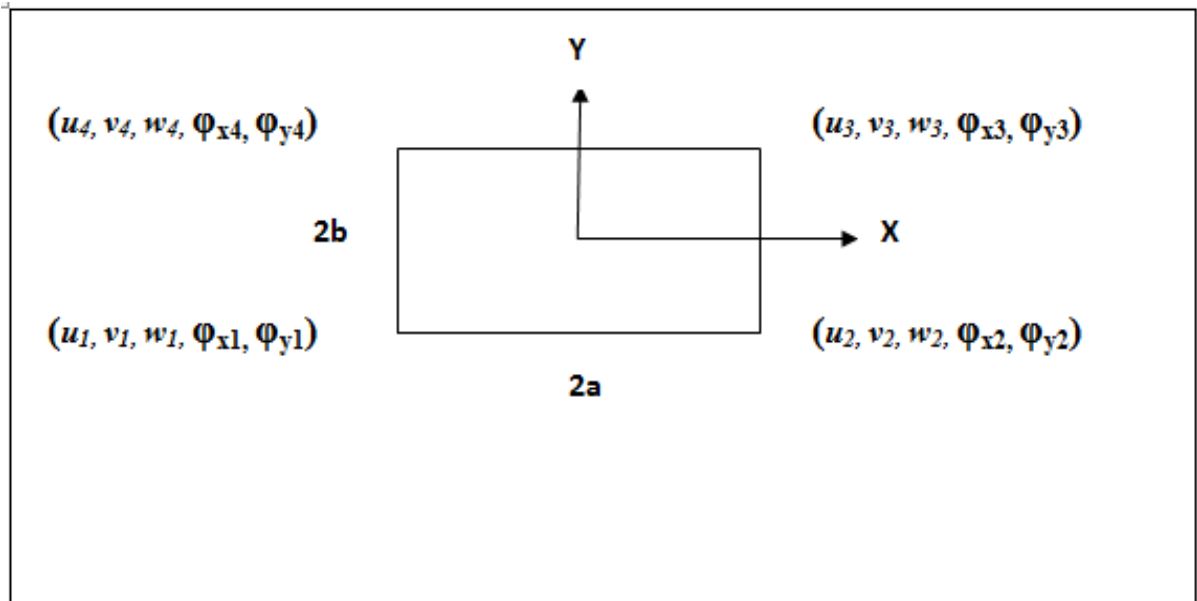 Y
(u4, v4, w4, φx4, φy4) (u3, v3, w3, φx3, φy3)
2b X
(u1, v1, w1, φx1, φy1) (u2, v2, w2, φx2, φy2)
2a